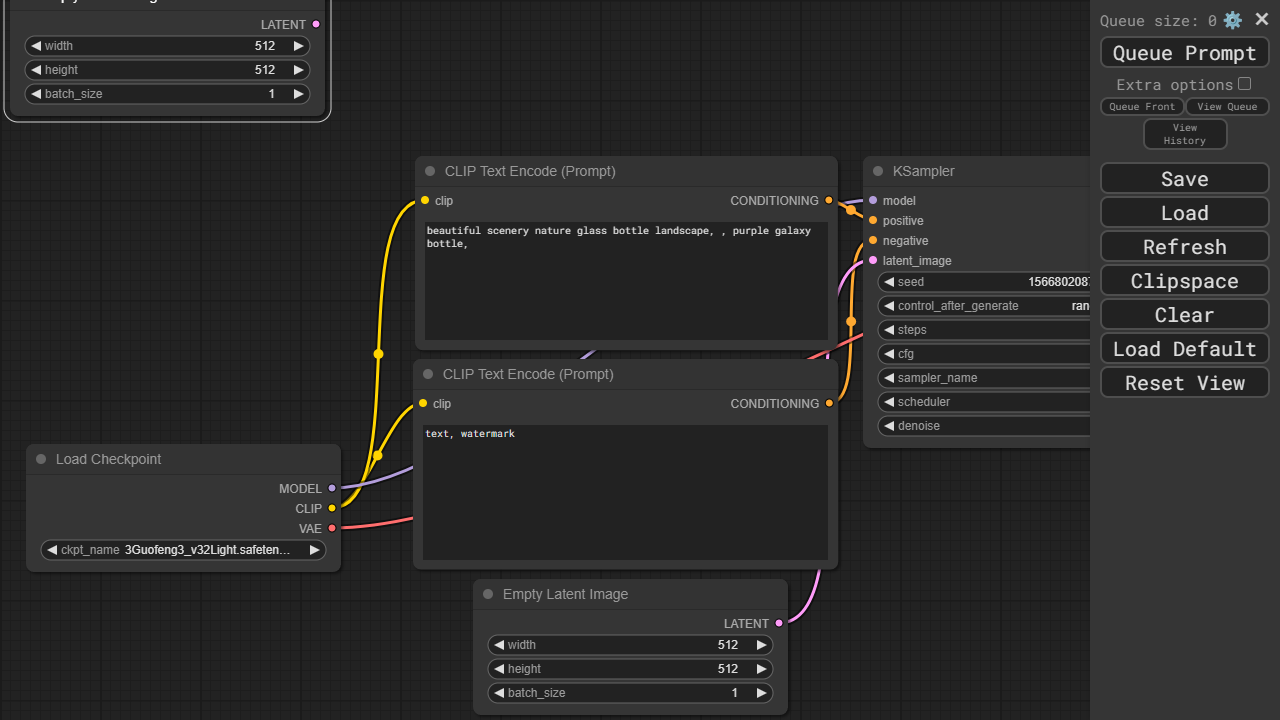 LATENT
width 512
height 512
batch_size 1
CLIP Text Encode (Prompt)
clip CONDITIONING
beautiful scenery nature glass bottle landscape, , purple galaxy
bottle,
CLIP Text Encode (Prompt)
clip CONDITIONING
text, watermark
Load Checkpoint
MODEL
CLIP
VAE
ckpt_name 3Guofeng3_v32Light.safeten...
Empty Latent Image
LATENT
width 512
height 512
batch_size 1
KSampler
model
positive
negative
latent_image
seed 156680208
control_after_generate ran
steps
cfg
sampler_name
scheduler
denoise
Queue size: 0
Queue Prompt
Extra options
Queue Front View Queue
View
History
Save
Load
Refresh
Clipspace
Clear
Load Default
Reset View